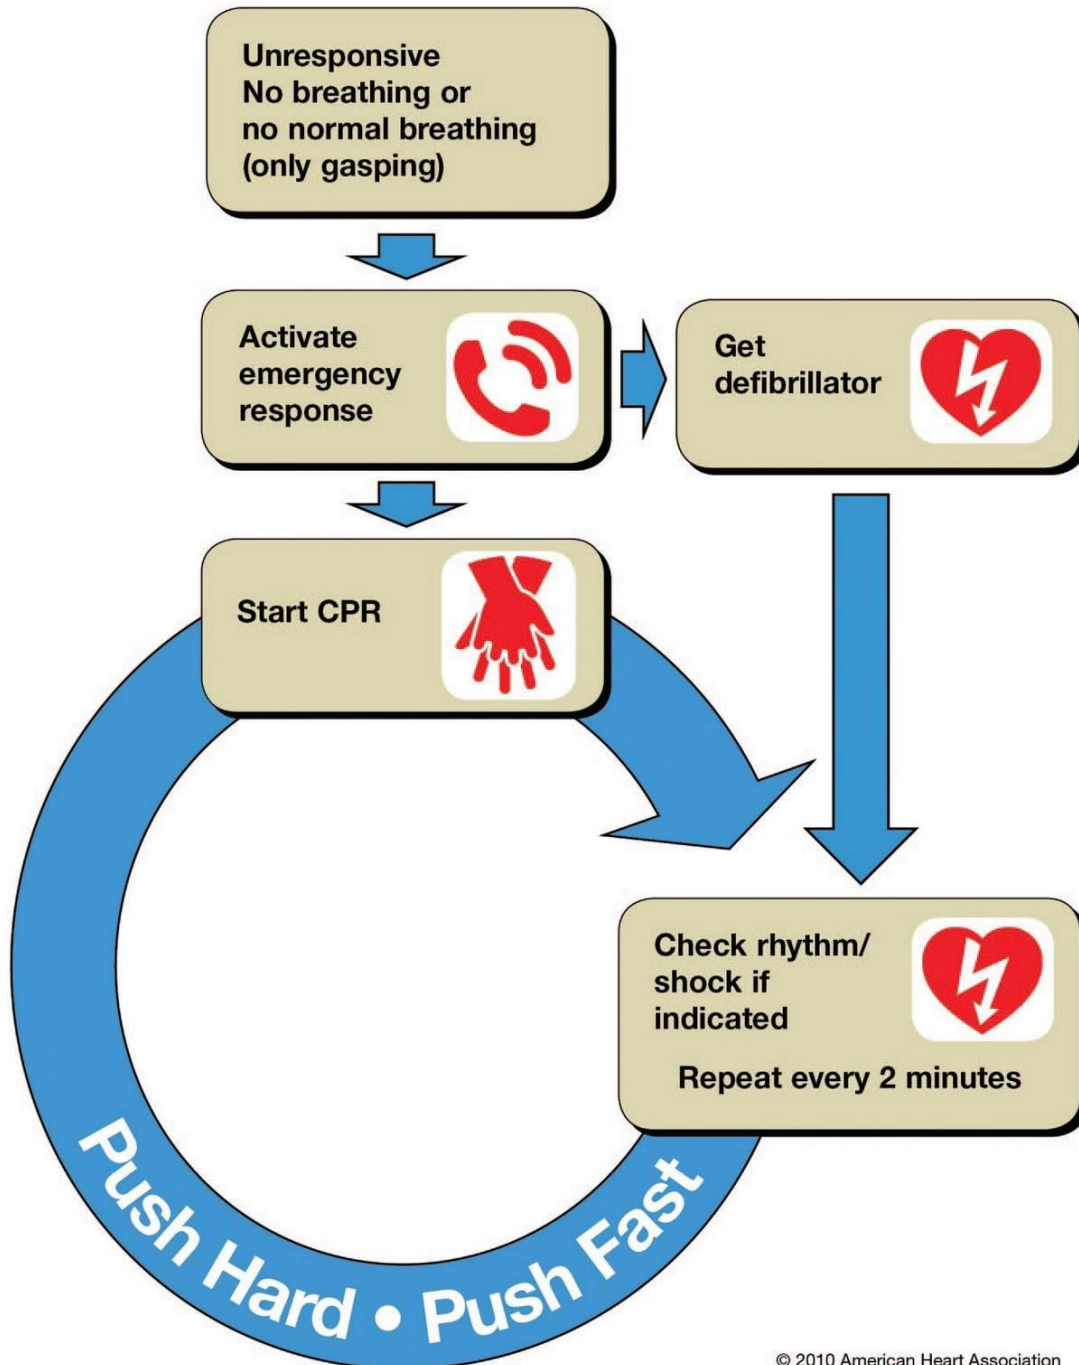 Unresponsive
No breathing or
no normal breathing
(only gasping)
Activate
emergency
response
Get
defibrillator
Start CPR
Check rhythm/
shock if
indicated
Repeat every 2 minutes
Push Hard • Push Fast
© 2010 American Heart Association